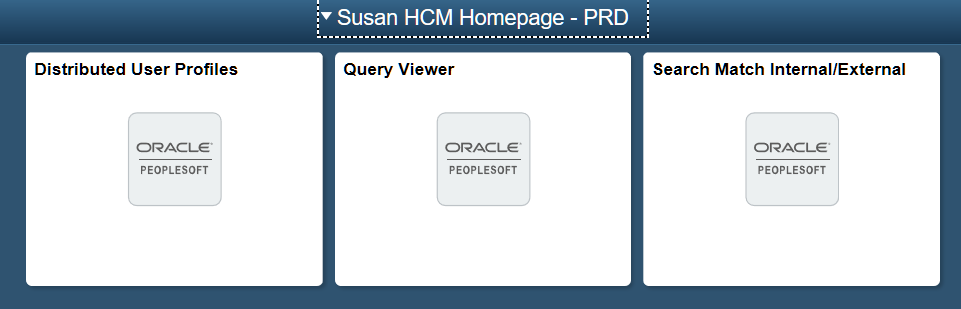 Susan HCM Homepage - PRD
Distributed User Profiles
Query Viewer
Search Match Internal/External
ORACLE
PEOPLESOFT
ORACLE
PEOPLESOFT
ORACLE
PEOPLESOFT